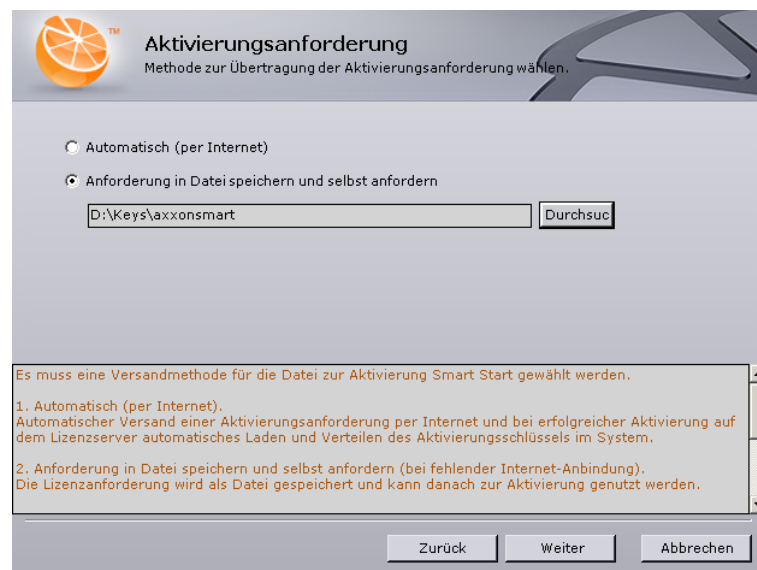 TM
Aktivierungsanforderung
Methode zur Übertragung der Aktivierungsanforderung wählen.
Automatisch (per Internet)
Anforderung in Datei speichern und selbst anfordern
D:\Keys\axxonsmart
Durchsuc
Es muss eine Versandmethode für die Datei zur Aktivierung Smart Start gewählt werden.
1. Automatisch (per Internet).
Automatischer Versand einer Aktivierungsanforderung per Internet und bei erfolgreicher Aktivierung auf
dem Lizenzserver automatisches Laden und Verteilen des Aktivierungsschlüssels im System.
2. Anforderung in Datei speichern und selbst anfordern (bei fehlender Internet-Anbindung).
Die Lizenzanforderung wird als Datei gespeichert und kann danach zur Aktivierung genutzt werden.
Zurück
Weiter
Abbrechen